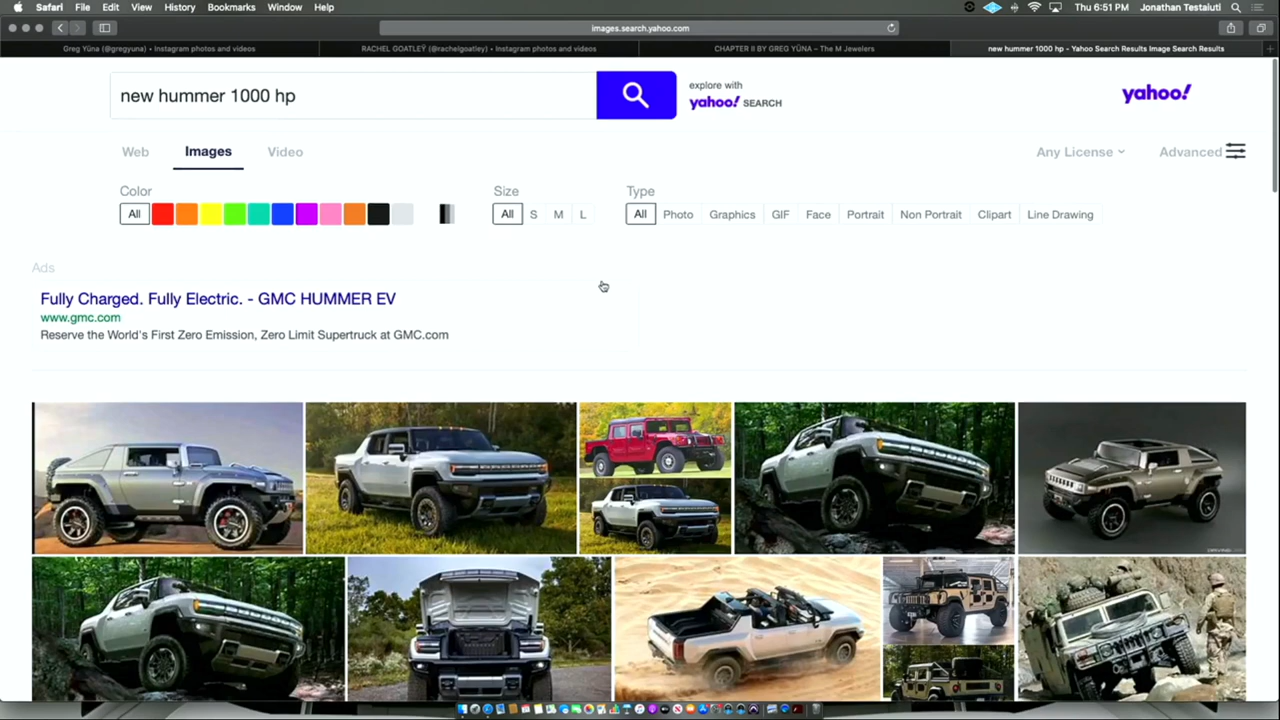 Safari File Edit View History Bookmarks Window Help Thu 6:51 PM Jonathan Testaiuti
images.search.yahoo.com
Greg Yüna (@gregyuna) • Instagram photos and videos
RACHEL GOATLEY (@rachelgoatley) • Instagram photos and videos
CHAPTER II BY GREG YÜNA – The M Jewelers
new hummer 1000 hp - Yahoo Search Results Image Search Results
new hummer 1000 hp
explore with
yahoo! SEARCH
yahoo!
Web Images Video Any License Advanced
Color Size Type
All All S M L All Photo Graphics GIF Face Portrait Non Portrait Clipart Line Drawing
Ads
Fully Charged. Fully Electric. - GMC HUMMER EV
www.gmc.com
Reserve the World's First Zero Emission, Zero Limit Supertruck at GMC.com